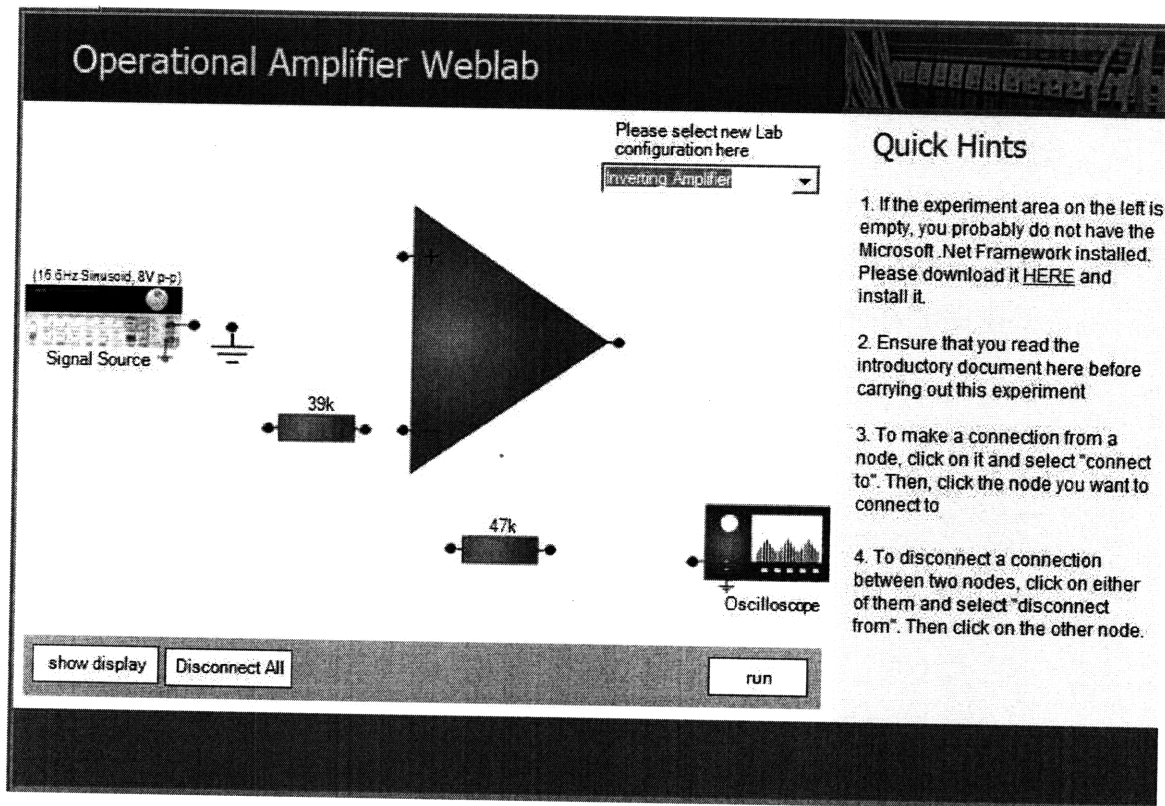 Operational Amplifier Weblab
Please select new Lab
configuration here
Inverting Amplifier
(16.6Hz Sinusoid, 8V p-p)
Signal Source
39k
47k
Oscilloscope
show display
Disconnect All
run
Quick Hints
1. If the experiment area on the left is
empty, you probably do not have the
Microsoft .Net Framework installed.
Please download it HERE and
install it.
2. Ensure that you read the
introductory document here before
carrying out this experiment
3. To make a connection from a
node, click on it and select "connect
to". Then, click the node you want to
connect to
4. To disconnect a connection
between two nodes, click on either
of them and select "disconnect
from". Then click on the other node.